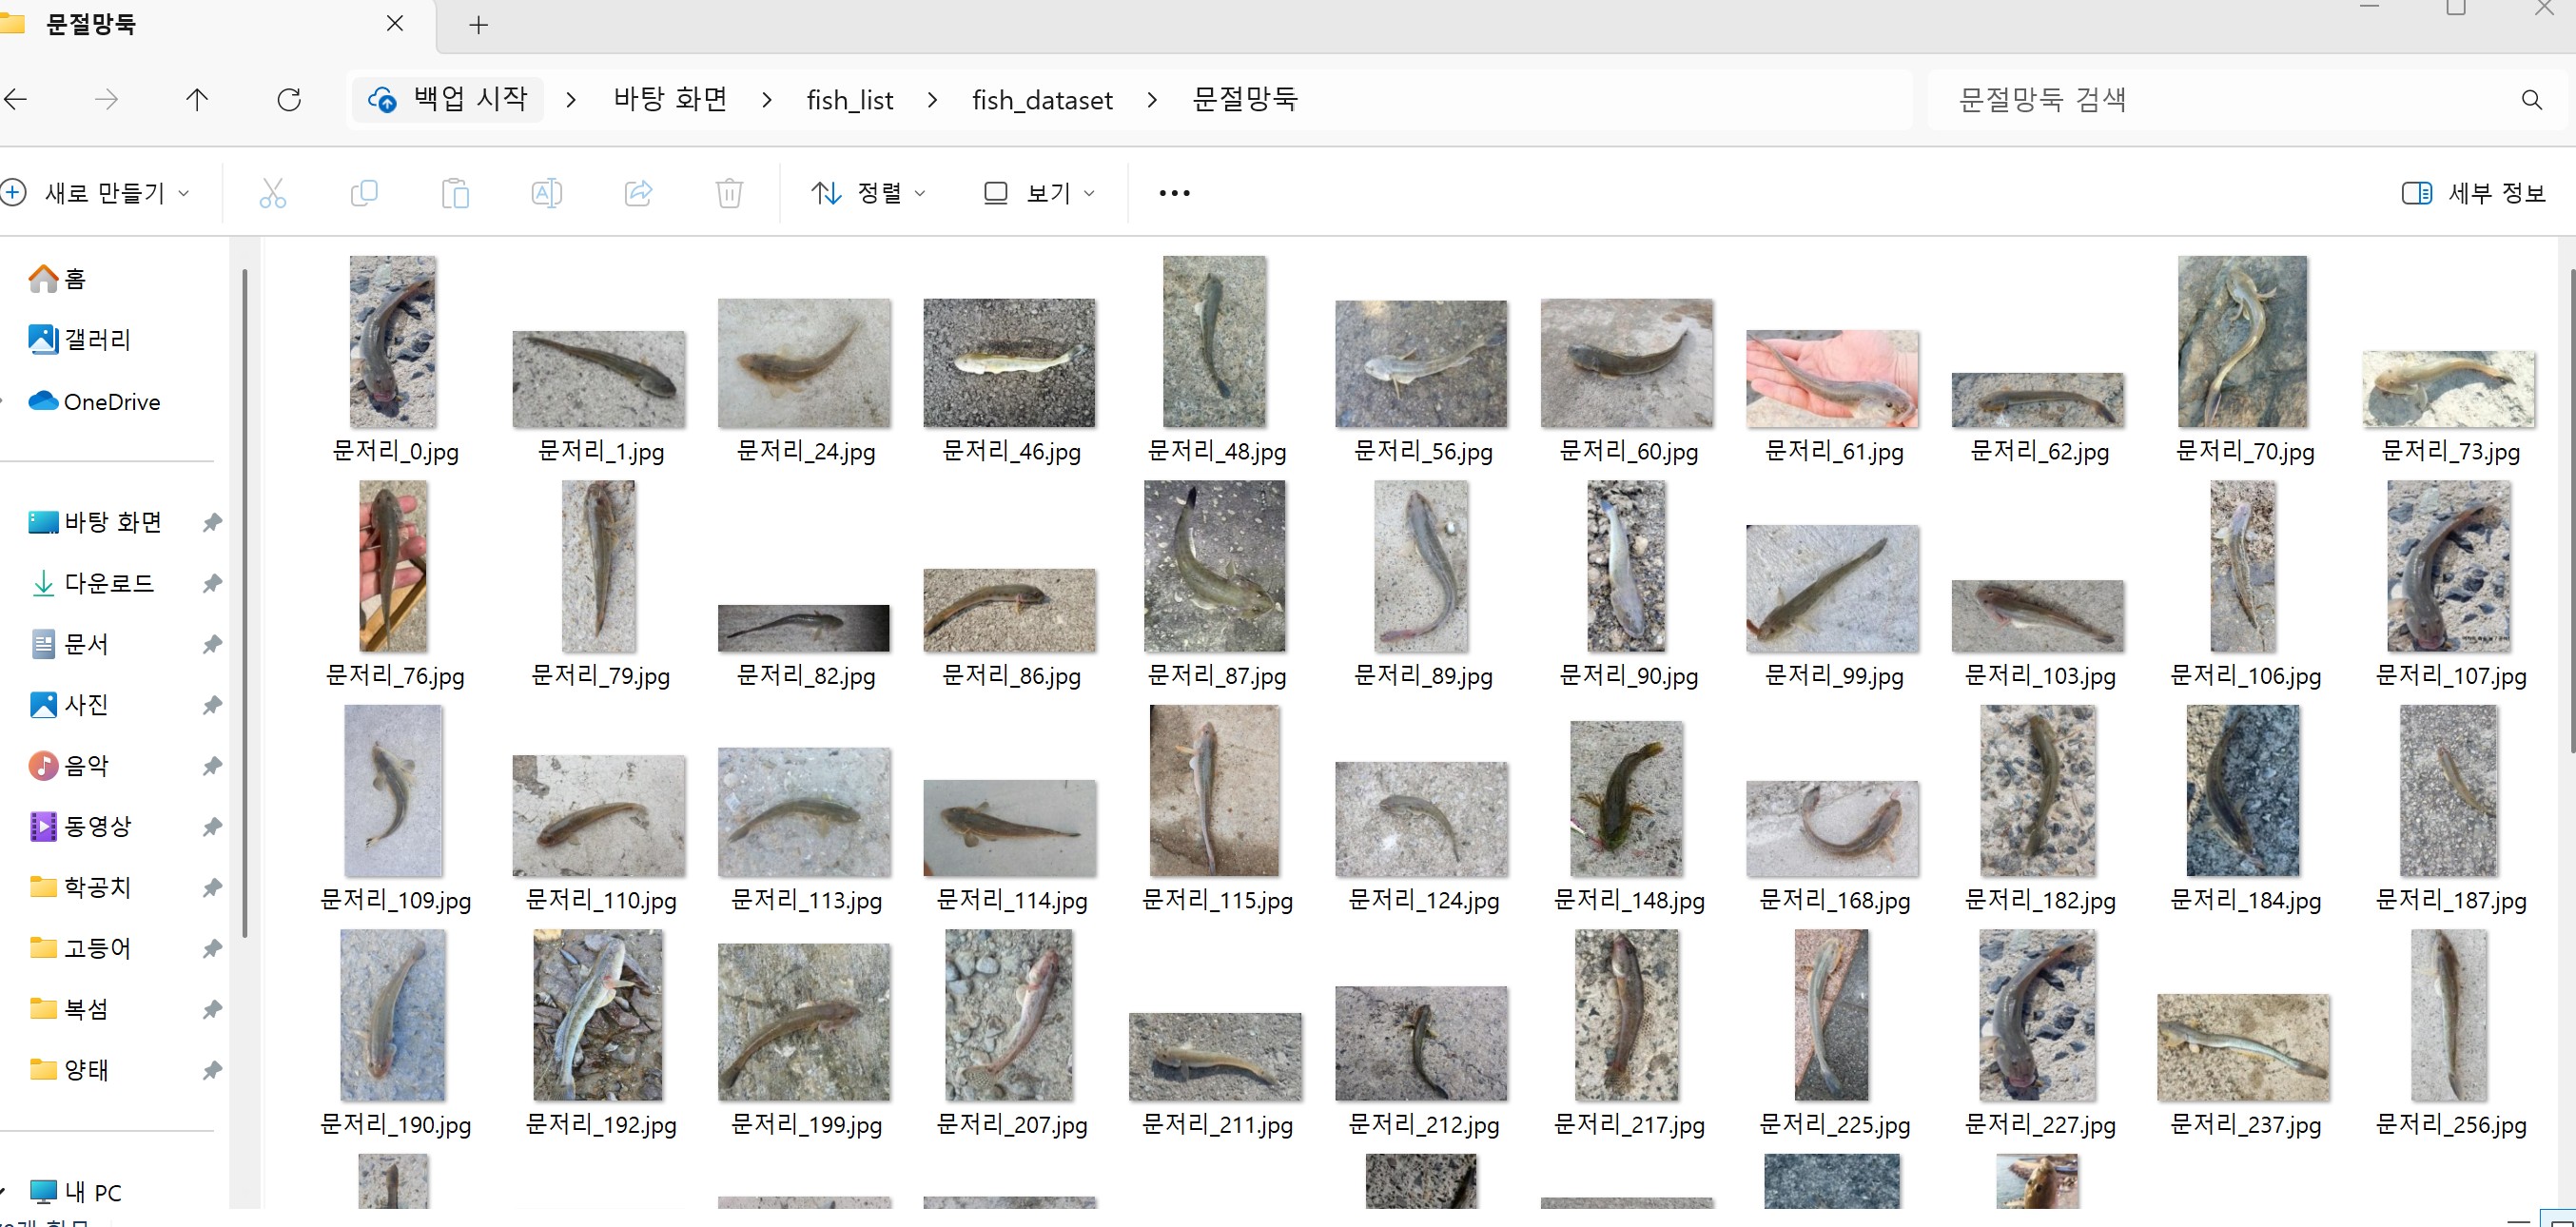 문절망둑
백업 시작 > 바탕 화면 > fish_list > fish_dataset > 문절망둑
문절망둑 검색
새로 만들기
정렬
보기
세부 정보
홈
갤러리
OneDrive
바탕 화면
다운로드
문서
사진
음악
동영상
학공치
고등어
복섬
양태
내 PC
문저리_0.jpg 문저리_1.jpg 문저리_24.jpg 문저리_46.jpg 문저리_48.jpg 문저리_56.jpg 문저리_60.jpg 문저리_61.jpg 문저리_62.jpg 문저리_70.jpg 문저리_73.jpg
문저리_76.jpg 문저리_79.jpg 문저리_82.jpg 문저리_86.jpg 문저리_87.jpg 문저리_89.jpg 문저리_90.jpg 문저리_99.jpg 문저리_103.jpg 문저리_106.jpg 문저리_107.jpg
문저리_109.jpg 문저리_110.jpg 문저리_113.jpg 문저리_114.jpg 문저리_115.jpg 문저리_124.jpg 문저리_148.jpg 문저리_168.jpg 문저리_182.jpg 문저리_184.jpg 문저리_187.jpg
문저리_190.jpg 문저리_192.jpg 문저리_199.jpg 문저리_207.jpg 문저리_211.jpg 문저리_212.jpg 문저리_217.jpg 문저리_225.jpg 문저리_227.jpg 문저리_237.jpg 문저리_256.jpg